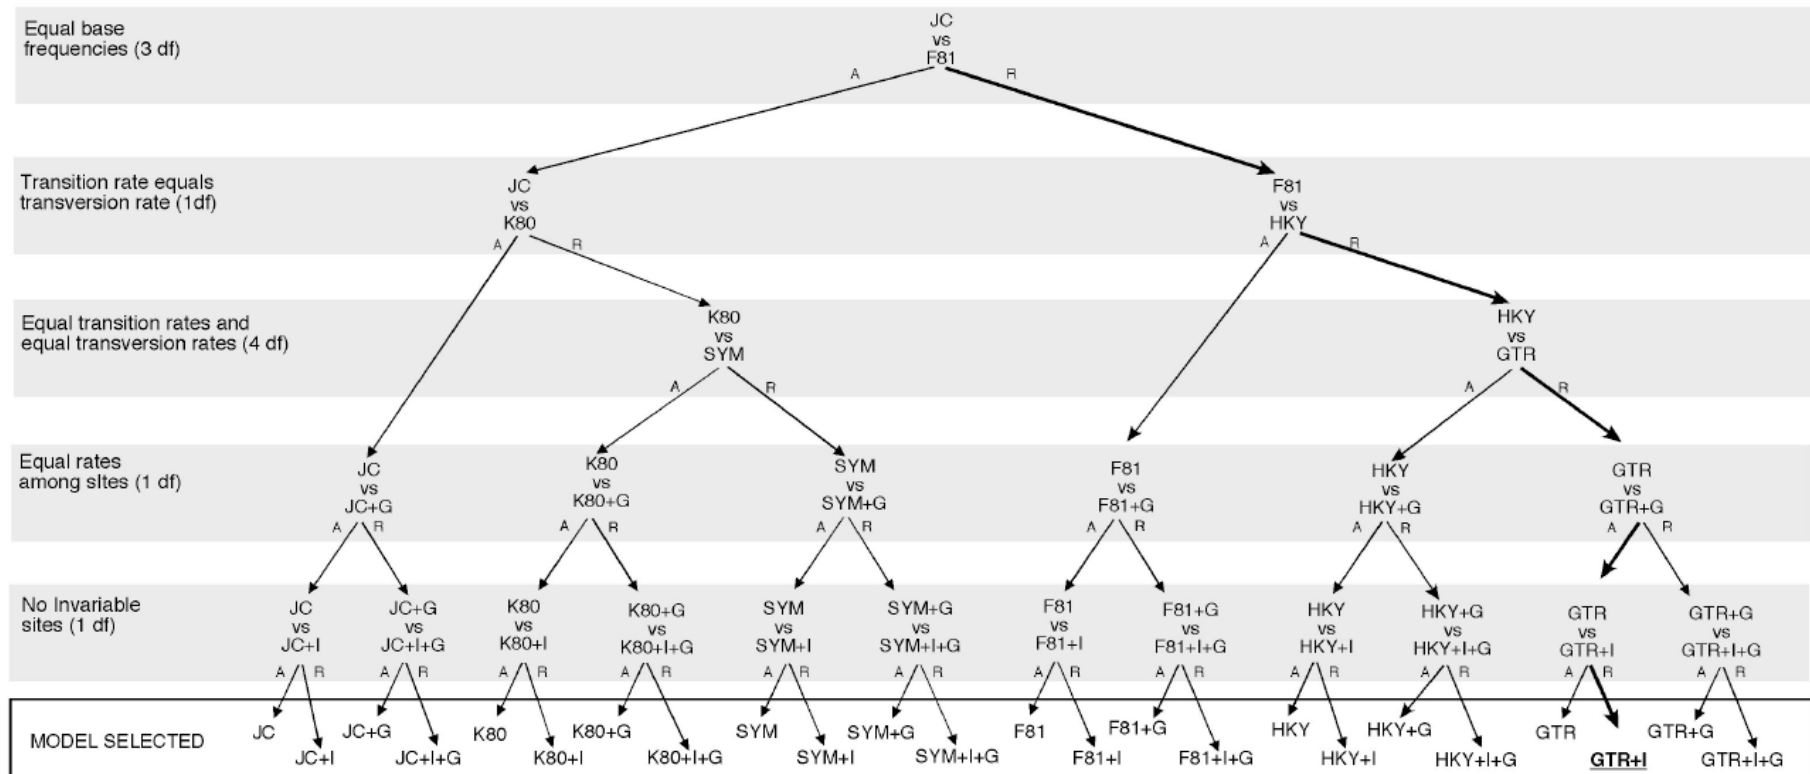 Equal base
frequencies (3 df)
JC
vs
F81
A R
Transition rate equals
transversion rate (1df)
JC
vs
K80
A R
F81
vs
HKY
A R
Equal transition rates and
equal transversion rates (4 df)
K80
vs
SYM
A R
HKY
vs
GTR
A R
Equal rates
among sites (1 df)
JC
vs
JC+G
A R
K80
vs
K80+G
A R
SYM
vs
SYM+G
A R
F81
vs
F81+G
A R
HKY
vs
HKY+G
A R
GTR
vs
GTR+G
A R
No Invariable
sites (1 df)
JC
vs
JC+I
A R
JC+G
vs
JC+I+G
A R
K80
vs
K80+I
A R
K80+G
vs
K80+I+G
A R
SYM
vs
SYM+I
A R
SYM+G
vs
SYM+I+G
A R
F81
vs
F81+I
A R
F81+G
vs
F81+I+G
A R
HKY
vs
HKY+I
A R
HKY+G
vs
HKY+I+G
A R
GTR
vs
GTR+I
A R
GTR+G
vs
GTR+I+G
A R
MODEL SELECTED
JC
JC+I
JC+G
JC+I+G
K80
K80+I
K80+G
K80+I+G
SYM
SYM+I
SYM+G
SYM+I+G
F81
F81+I
F81+G
F81+I+G
HKY
HKY+I
HKY+G
HKY+I+G
GTR
GTR+I
GTR+G
GTR+I+G